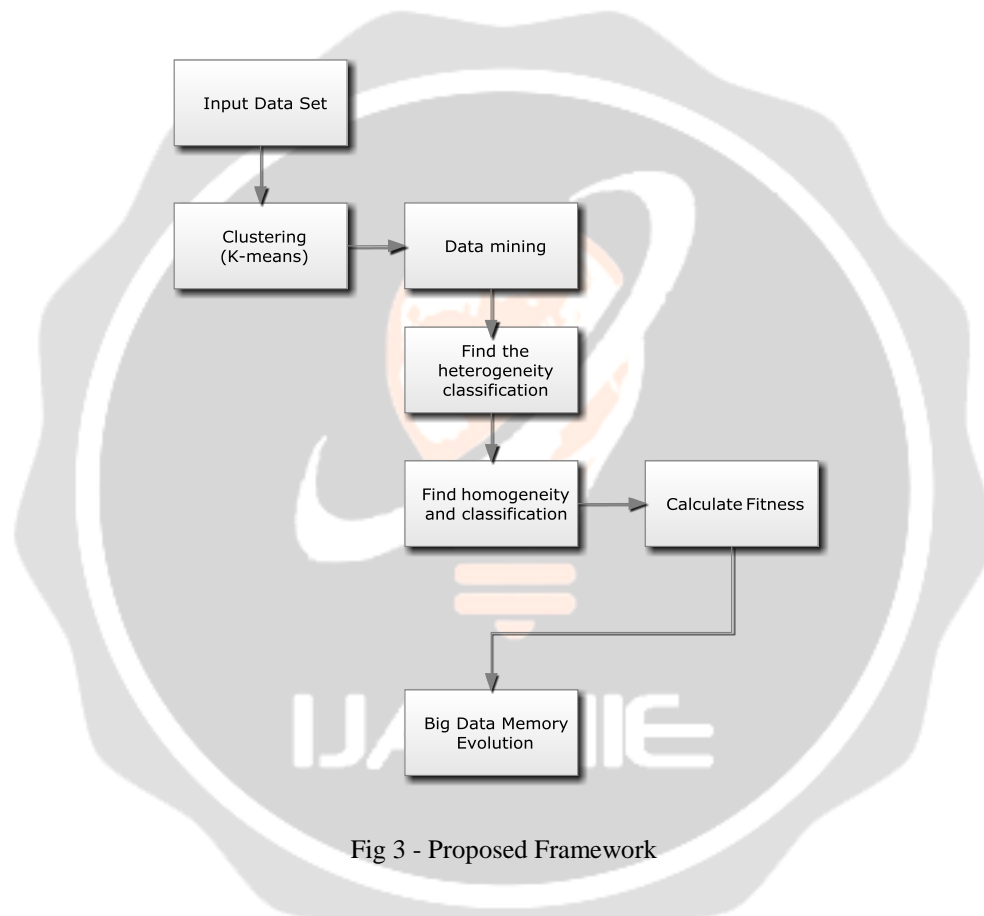 Input Data Set
Clustering
(K-means)
Data mining
Find the
heterogeneity
classification
Find homogeneity
and classification
Calculate Fitness
Big Data Memory
Evolution
Fig 3 - Proposed Framework